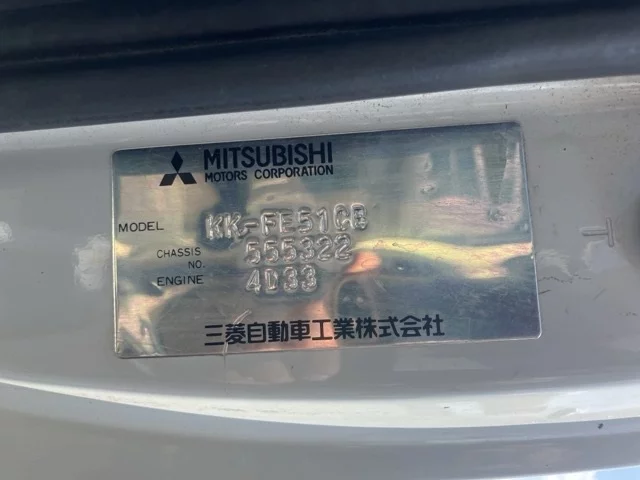 MITSUBISHI
MOTORS CORPORATION
MODEL KK-FE51CB
CHASSIS NO. 555322
ENGINE 4D33
三菱自動車工業株式会社